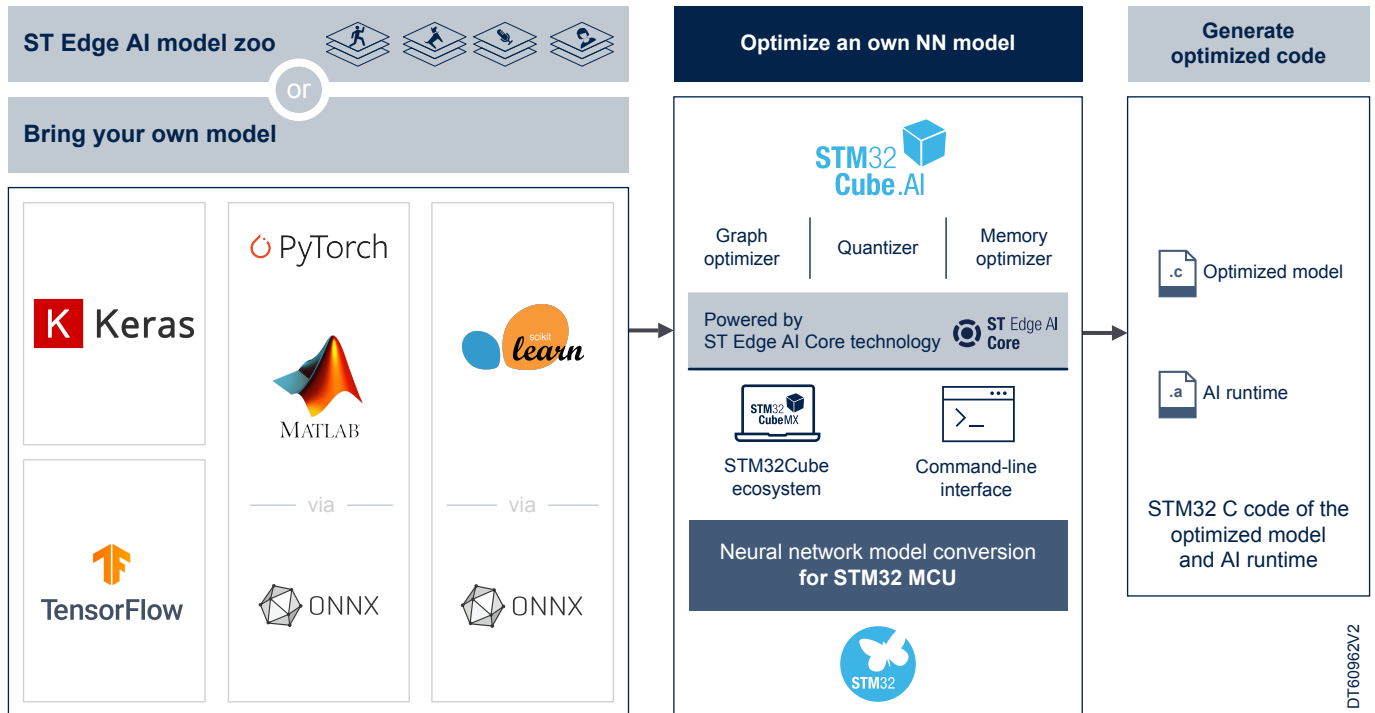 ST Edge AI model zoo
or
Bring your own model
K Keras
TensorFlow
PyTorch
MATLAB
via
ONNX
scikit
learn
via
ONNX
Optimize an own NN model
STM32
Cube.AI
Graph
optimizer
Quantizer
Memory
optimizer
Powered by
ST Edge AI Core technology
ST Edge AI
Core
STM32
CubeMX
STM32Cube
ecosystem
>_
Command-line
interface
Neural network model conversion
for STM32 MCU
STM32
Generate
optimized code
.c Optimized model
.a AI runtime
STM32 C code of the
optimized model
and AI runtime
DT60962V2